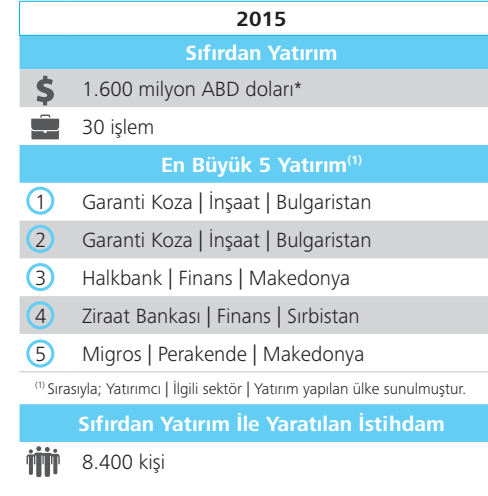 2015
Sıfırdan Yatırım
$ 1.600 milyon ABD doları*
30 işlem
En Büyük 5 Yatırım(1)
1 Garanti Koza | İnşaat | Bulgaristan
2 Garanti Koza | İnşaat | Bulgaristan
3 Halkbank | Finans | Makedonya
4 Ziraat Bankası | Finans | Sırbistan
5 Migros | Perakende | Makedonya
(1) Sırasıyla; Yatırımcı | İlgili sektör | Yatırım yapılan ülke sunulmuştur.
Sıfırdan Yatırım İle Yaratılan İstihdam
8.400 kişi